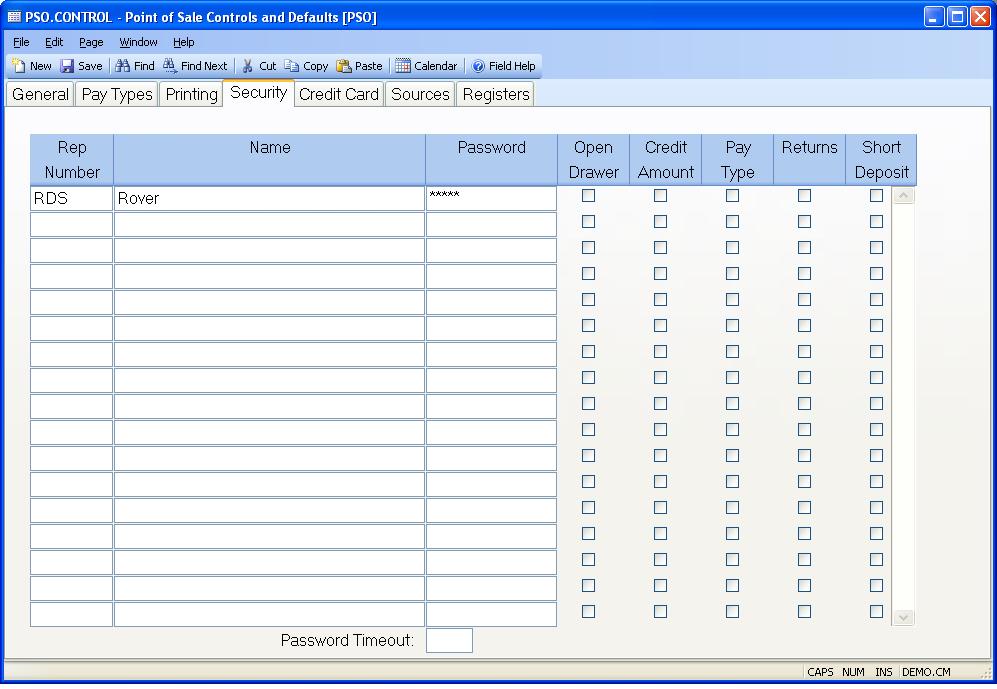 PSO.CONTROL - Point of Sale Controls and Defaults [PSO]
File Edit Page Window Help
New Save Find Find Next Cut Copy Paste Calendar Field Help
General Pay Types Printing Security Credit Card Sources Registers
Rep Number Name Password Open Drawer Credit Amount Pay Type Returns Short Deposit
RDS Rover *****
Password Timeout:
CAPS NUM INS DEMO.CM